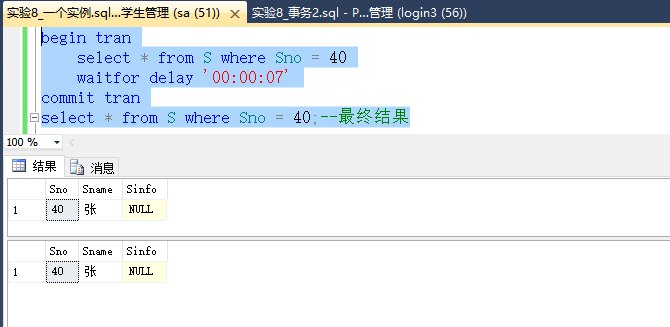 实验8_一个实例.sql...学生管理 (sa (51))* × 实验8_事务2.sql - P...管理 (login3 (56))
begin tran
select * from S where Sno = 40
waitfor delay '00:00:07'
commit tran
select * from S where Sno = 40;--最终结果
100 %
结果 消息
Sno Sname Sinfo
1 40 张 NULL
Sno Sname Sinfo
1 40 张 NULL